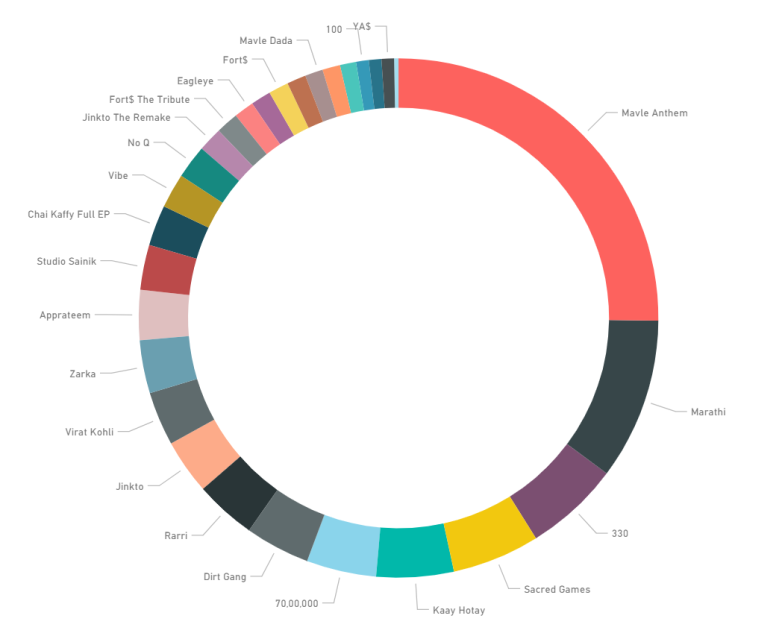 100
YA$
Mavle Dada
Fort$
Eagleye
Fort$ The Tribute
Jinkto The Remake
Mavle Anthem
No Q
Vibe
Chai Kaffy Full EP
Studio Sainik
Apprateem
Zarka
Marathi
Virat Kohli
Jinkto
Rarri
330
Dirt Gang
Sacred Games
70,00,000
Kaay Hotay